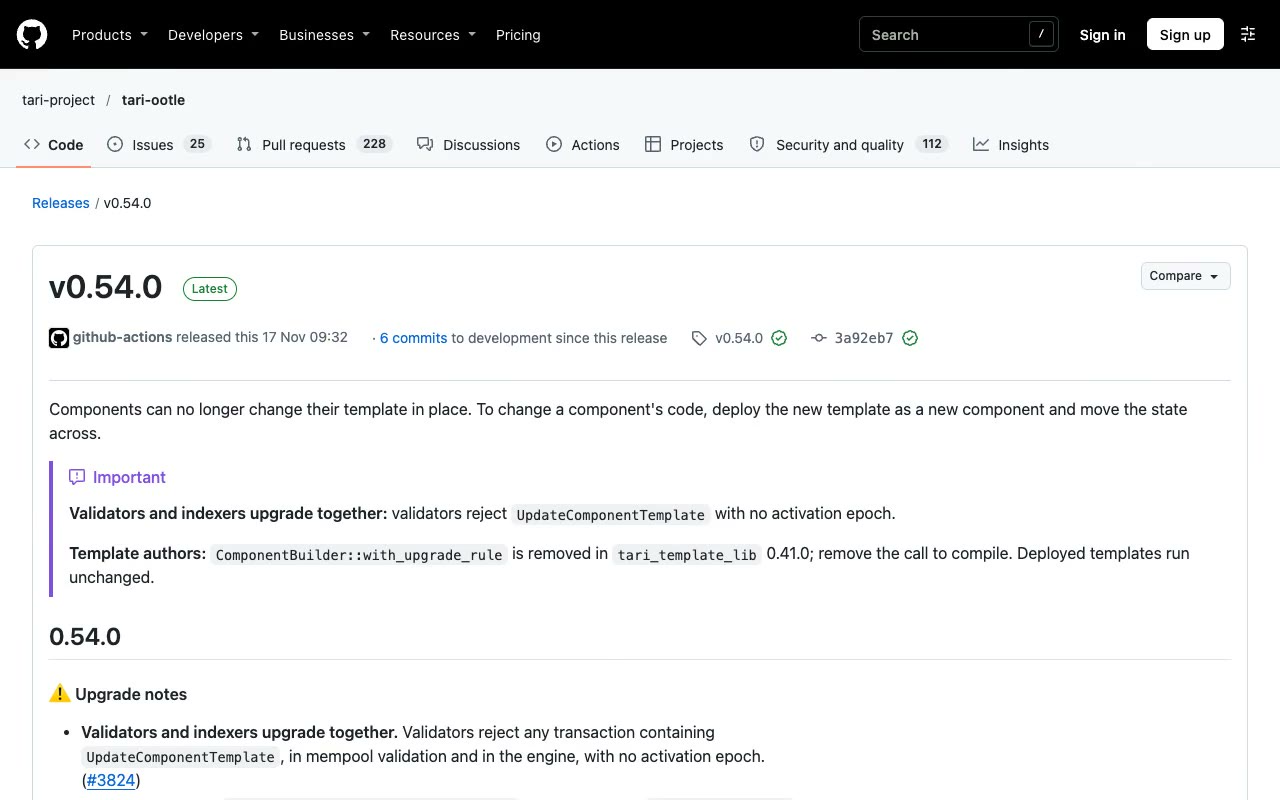 Products Developers Businesses Resources Pricing Search / Sign in Sign up
tari-project / tari-ootle
Code Issues 25 Pull requests 228 Discussions Actions Projects Security and quality 112 Insights
Releases / v0.54.0
v0.54.0 Latest Compare
github-actions released this 17 Nov 09:32 · 6 commits to development since this release v0.54.0 3a92eb7
Components can no longer change their template in place. To change a component's code, deploy the new template as a new component and move the state
across.
Important
Validators and indexers upgrade together: validators reject UpdateComponentTemplate with no activation epoch.
Template authors: ComponentBuilder::with_upgrade_rule is removed in tari_template_lib 0.41.0; remove the call to compile. Deployed templates run
unchanged.
0.54.0
⚠️ Upgrade notes
• Validators and indexers upgrade together. Validators reject any transaction containing
UpdateComponentTemplate , in mempool validation and in the engine, with no activation epoch.
(#3824)